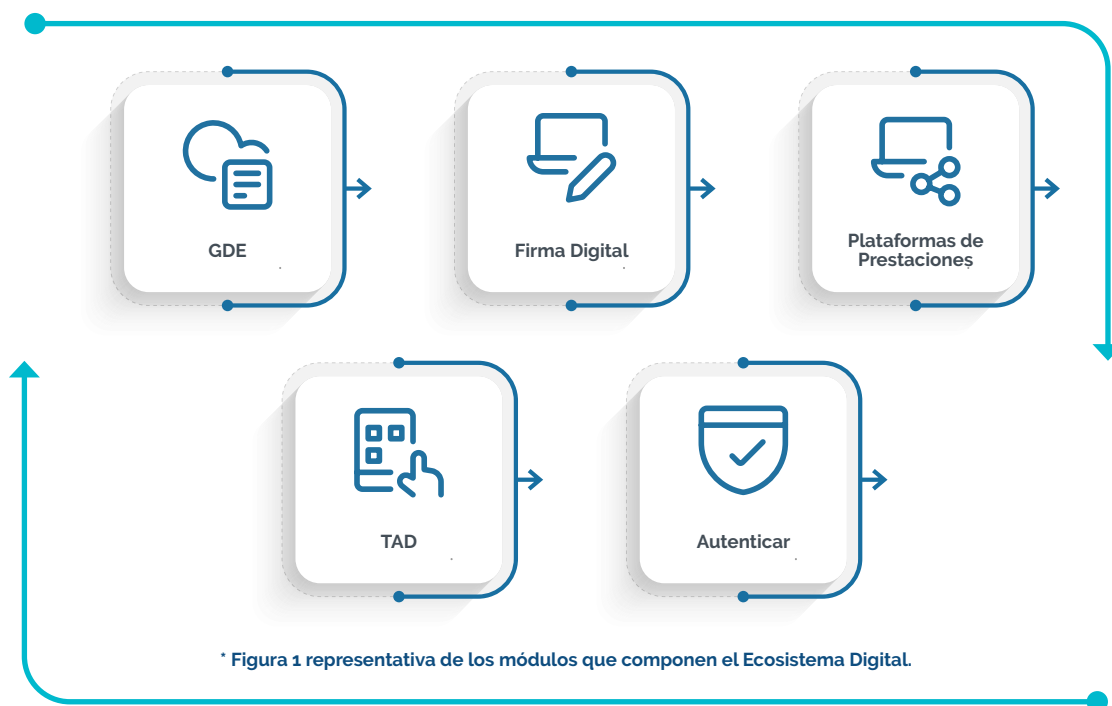 GDE
Firma Digital
Plataformas de
Prestaciones
TAD
Autenticar
* Figura 1 representativa de los módulos que componen el Ecosistema Digital.